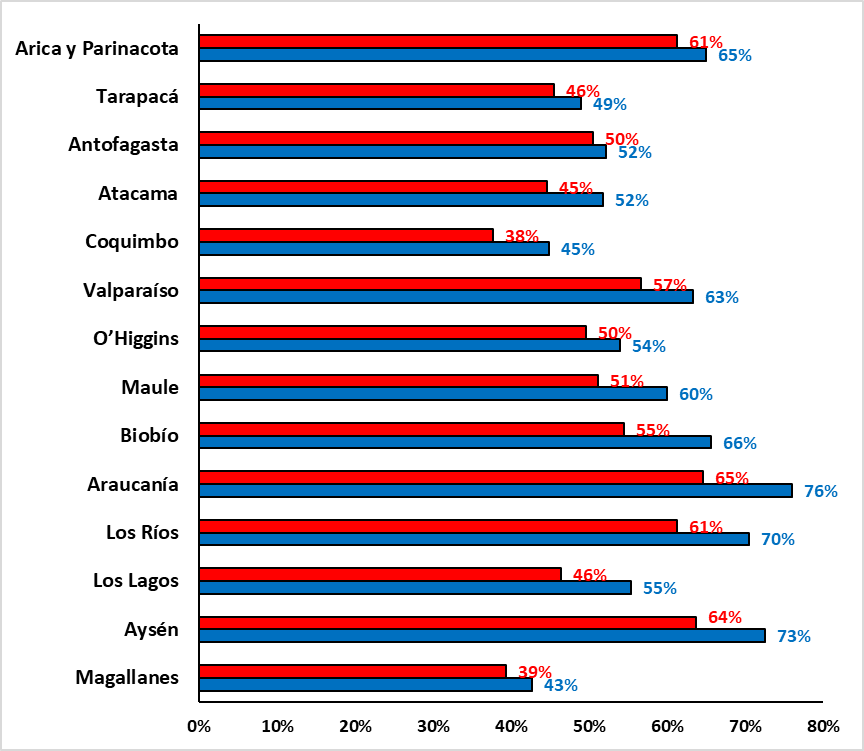 Arica y Parinacota 61%
65%
Tarapacá 46%
49%
Antofagasta 50%
52%
Atacama 45%
52%
Coquimbo 38%
45%
Valparaíso 57%
63%
O’Higgins 50%
54%
Maule 51%
60%
Biobío 55%
66%
Araucanía 65%
76%
Los Ríos 61%
70%
Los Lagos 46%
55%
Aysén 64%
73%
Magallanes 39%
43%
0% 10% 20% 30% 40% 50% 60% 70% 80%